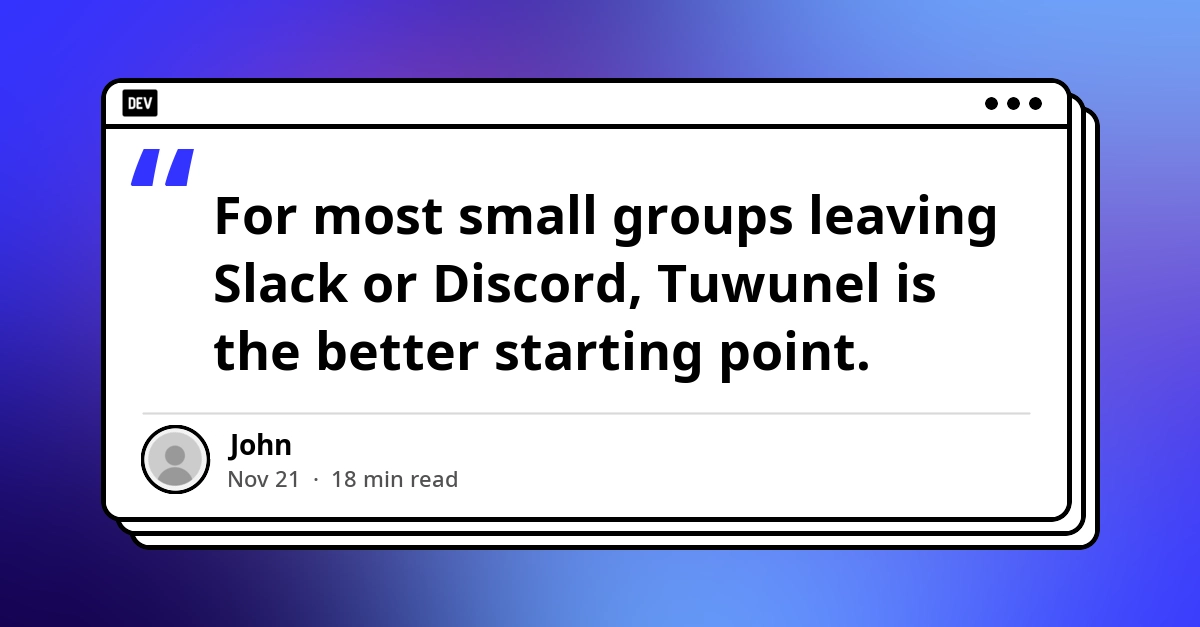 DEV
“
For most small groups leaving
Slack or Discord, Tuwunel is
the better starting point.
John
Nov 21 · 18 min read